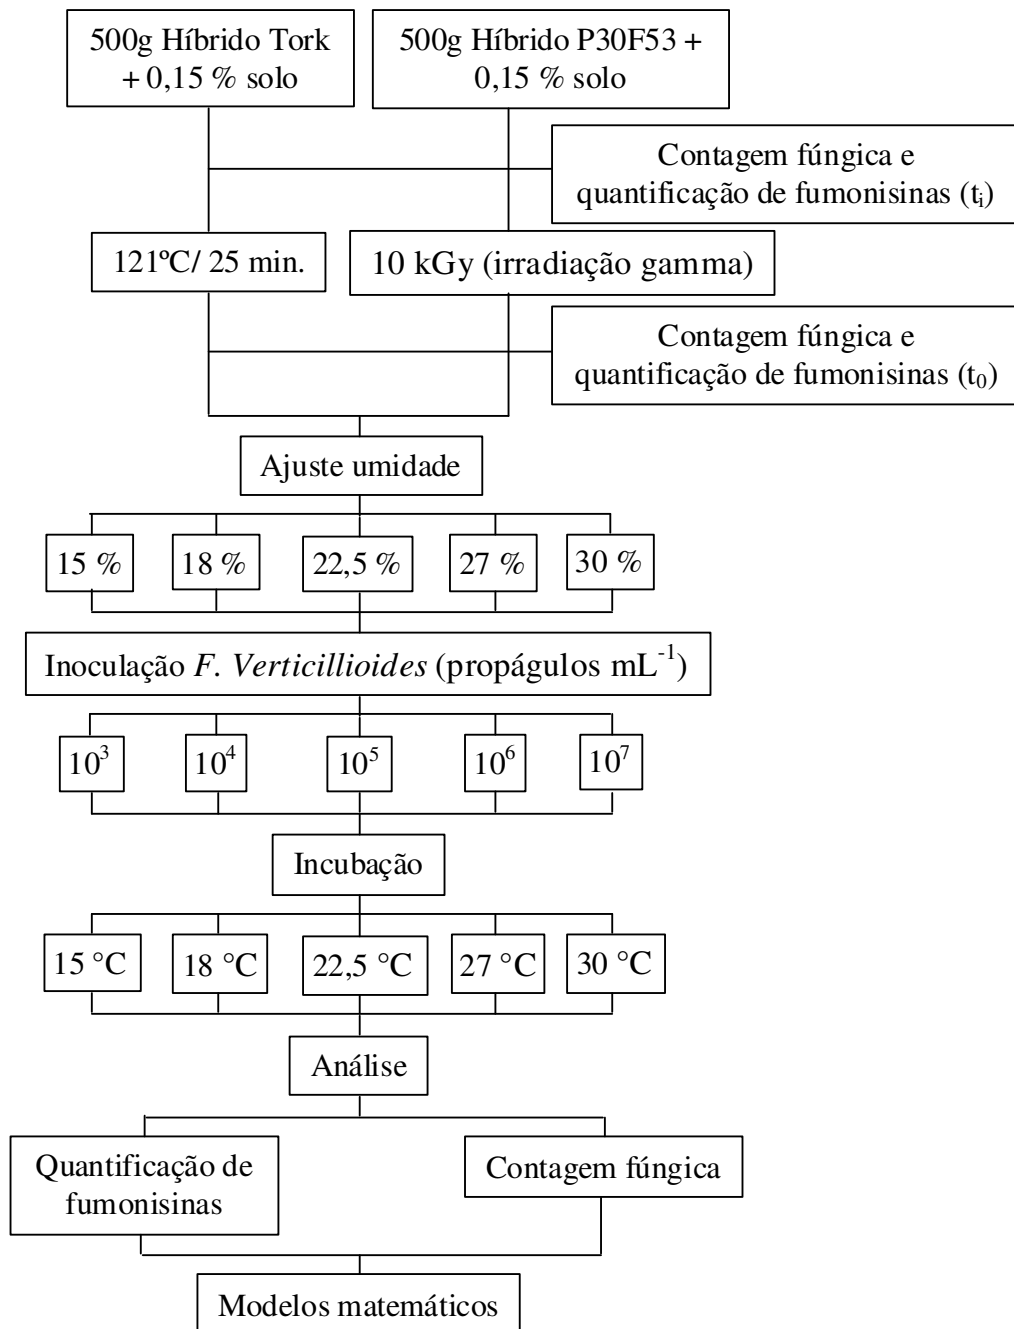 500g Híbrido Tork
+ 0,15 % solo
500g Híbrido P30F53 +
0,15 % solo
Contagem fúngica e
quantificação de fumonisinas (tᵢ)
121ºC/ 25 min.
10 kGy (irradiação gamma)
Contagem fúngica e
quantificação de fumonisinas (t₀)
Ajuste umidade
15 %
18 %
22,5 %
27 %
30 %
Inoculação F. Verticillioides (propágulos mL⁻¹)
10³
10⁴
10⁵
10⁶
10⁷
Incubação
15 °C
18 °C
22,5 °C
27 °C
30 °C
Análise
Quantificação de
fumonisinas
Contagem fúngica
Modelos matemáticos